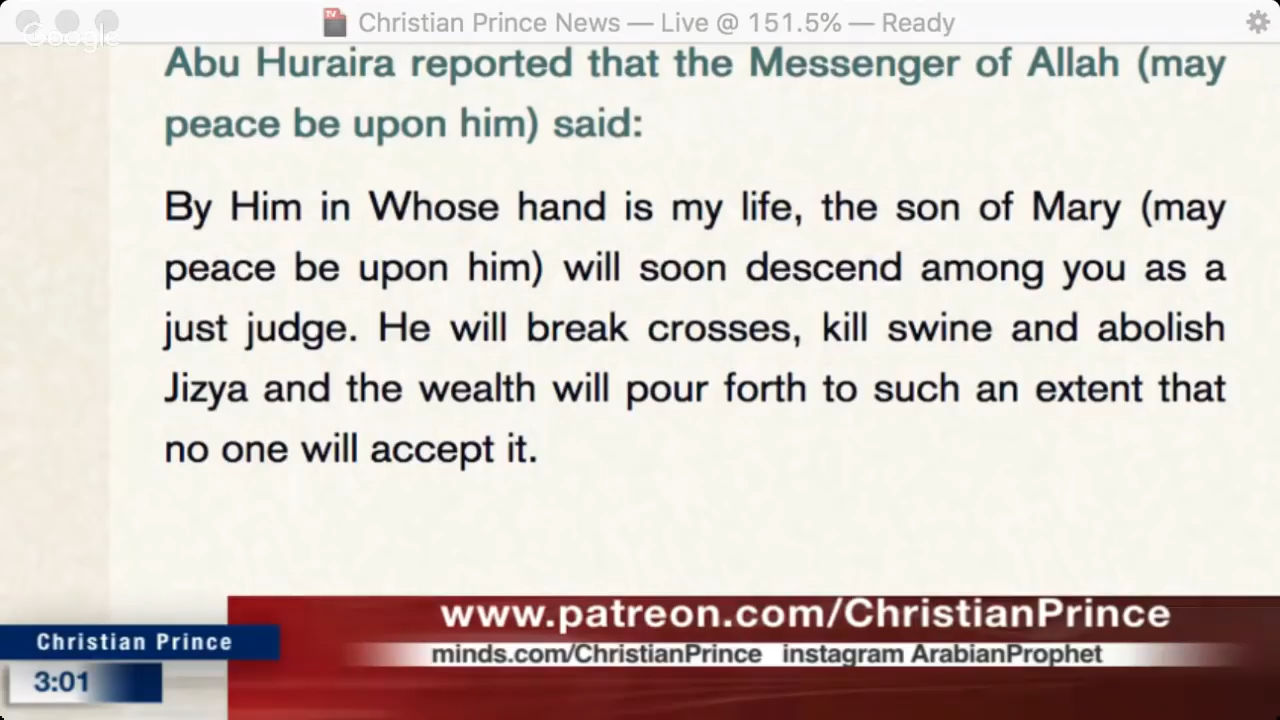 Christian Prince News — Live @ 151.5% — Ready
Google
Abu Huraira reported that the Messenger of Allah (may
peace be upon him) said:
By Him in Whose hand is my life, the son of Mary (may
peace be upon him) will soon descend among you as a
just judge. He will break crosses, kill swine and abolish
Jizya and the wealth will pour forth to such an extent that
no one will accept it.
www.patreon.com/ChristianPrince
Christian Prince
minds.com/ChristianPrince instagram ArabianProphet
3:01